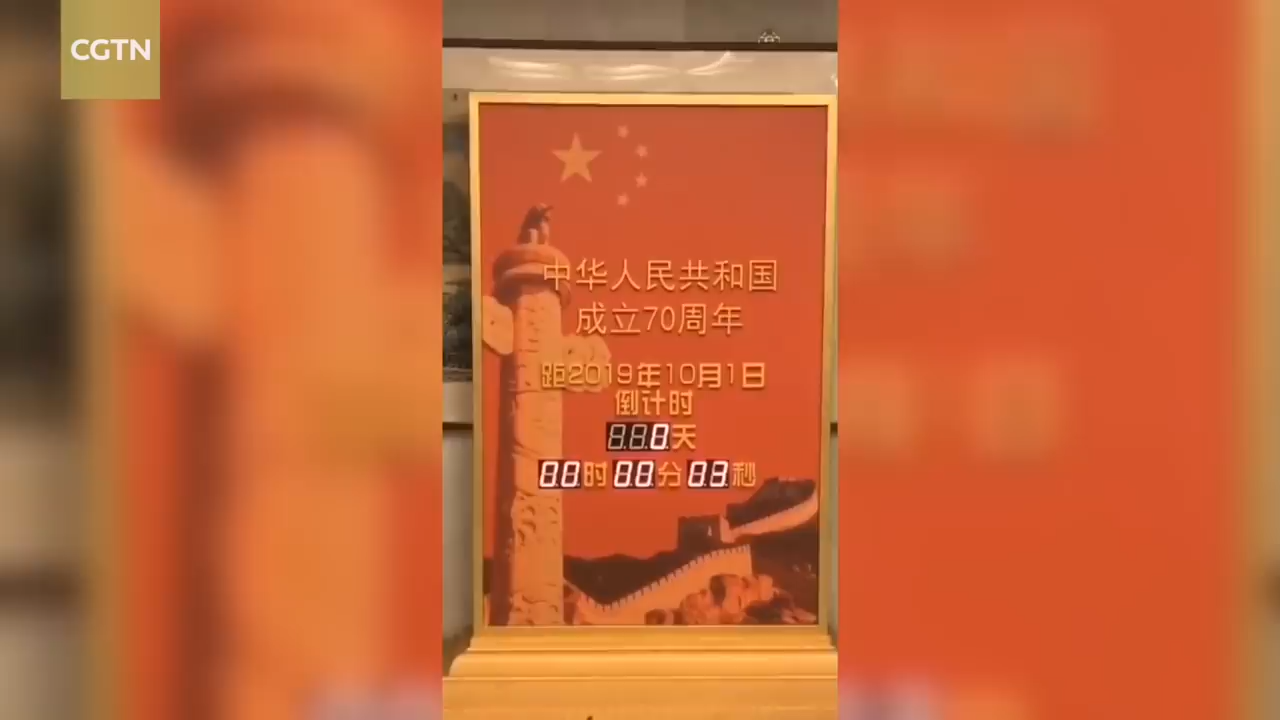 CGTN
中华人民共和国
成立70周年
距2019年10月1日
倒计时
天
时 分 秒